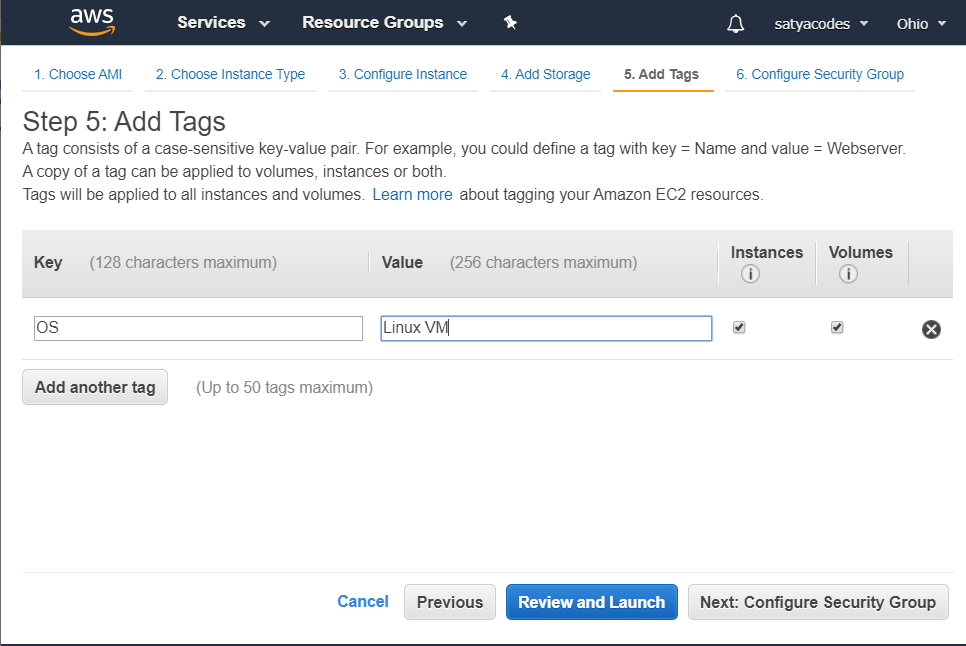 aws Services Resource Groups satyacodes Ohio
1. Choose AMI 2. Choose Instance Type 3. Configure Instance 4. Add Storage 5. Add Tags 6. Configure Security Group
Step 5: Add Tags
A tag consists of a case-sensitive key-value pair. For example, you could define a tag with key = Name and value = Webserver.
A copy of a tag can be applied to volumes, instances or both.
Tags will be applied to all instances and volumes. Learn more about tagging your Amazon EC2 resources.
Key (128 characters maximum) Value (256 characters maximum) Instances i Volumes i
OS Linux VM
Add another tag (Up to 50 tags maximum)
Cancel Previous Review and Launch Next: Configure Security Group